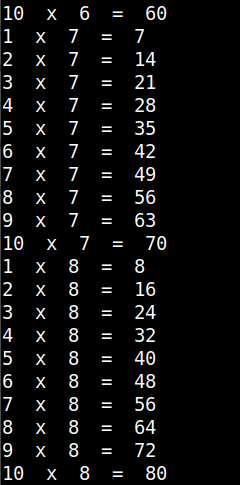 10  x  6  =  60
1  x  7  =  7
2  x  7  =  14
3  x  7  =  21
4  x  7  =  28
5  x  7  =  35
6  x  7  =  42
7  x  7  =  49
8  x  7  =  56
9  x  7  =  63
10  x  7  =  70
1  x  8  =  8
2  x  8  =  16
3  x  8  =  24
4  x  8  =  32
5  x  8  =  40
6  x  8  =  48
7  x  8  =  56
8  x  8  =  64
9  x  8  =  72
10  x  8  =  80